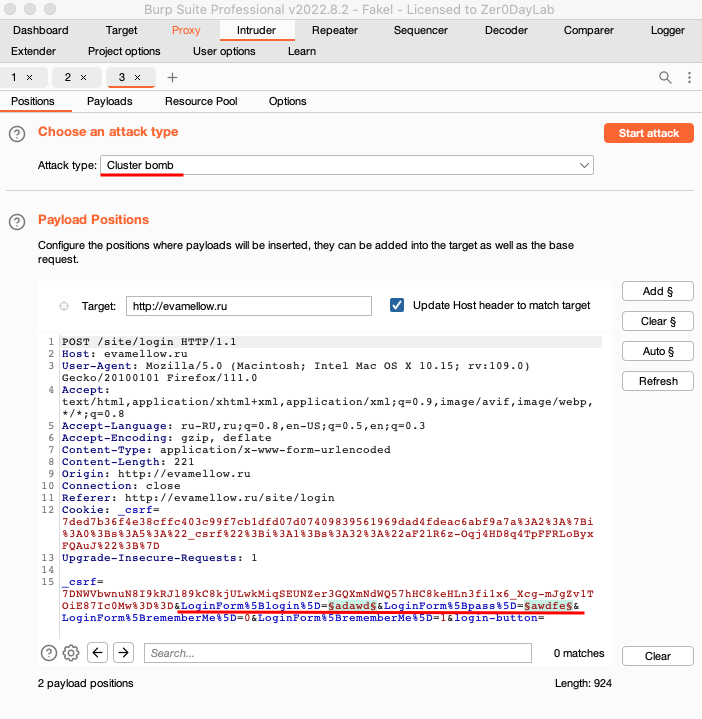 Burp Suite Professional v2022.8.2 - Fakel - Licensed to Zer0DayLab
Dashboard Target Proxy Intruder Repeater Sequencer Decoder Comparer Logger
Extender Project options User options Learn
1 × 2 × 3 × +
Positions Payloads Resource Pool Options
? Choose an attack type Start attack
Attack type: Cluster bomb
? Payload Positions
Configure the positions where payloads will be inserted, they can be added into the target as well as the base
request.
Add §
Target: http://evamellow.ru Update Host header to match target
Clear §
Auto §
Refresh
1 POST /site/login HTTP/1.1
2 Host: evamellow.ru
3 User-Agent: Mozilla/5.0 (Macintosh; Intel Mac OS X 10.15; rv:109.0)
Gecko/20100101 Firefox/111.0
4 Accept:
text/html,application/xhtml+xml,application/xml;q=0.9,image/avif,image/webp,
*/*;q=0.8
5 Accept-Language: ru-RU,ru;q=0.8,en-US;q=0.5,en;q=0.3
6 Accept-Encoding: gzip, deflate
7 Content-Type: application/x-www-form-urlencoded
8 Content-Length: 221
9 Origin: http://evamellow.ru
10 Connection: close
11 Referer: http://evamellow.ru/site/login
12 Cookie: _csrf=
7ded7b36f4e38cffc403c99f7cb1dfd07d07409839561969dad4fdeac6abf9a7a%3A2%3A%7Bi
%3A0%3Bs%3A5%3A%22_csrf%22%3Bi%3A1%3Bs%3A32%3A%22aF2lR6z-Oqj4HD8q4TpFFRLoByx
FQAuJ%22%3B%7D
13 Upgrade-Insecure-Requests: 1
14
15 _csrf=
7DNWVbwnuN8I9kRJl89kC8kjULwkMiqSEUNZer3GQXmNdWQ57hHC8keHLn3fi1x6_Xcg-mJgZv1T
OiE87Ic0Mw%3D%3D&LoginForm%5Blogin%5D=§adawd§&LoginForm%5Bpass%5D=§awdfe§&
LoginForm%5BrememberMe%5D=0&LoginForm%5BrememberMe%5D=1&login-button=
? Search... 0 matches Clear
2 payload positions Length: 924